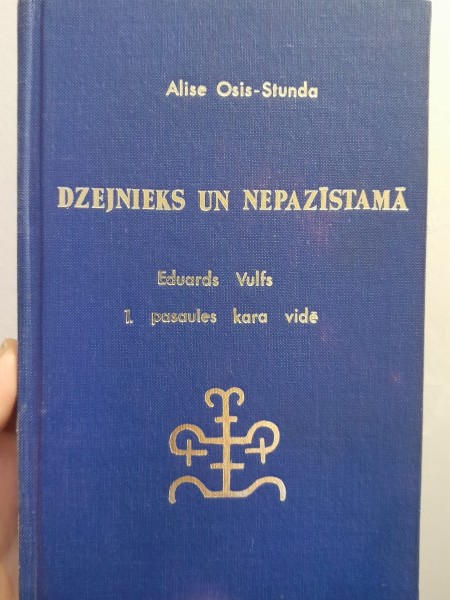 Alise Osis-Stunda
DZEJNIEKS UN NEPAZĪSTAMĀ
Eduards Vulfs
1. pasaules kara vidē